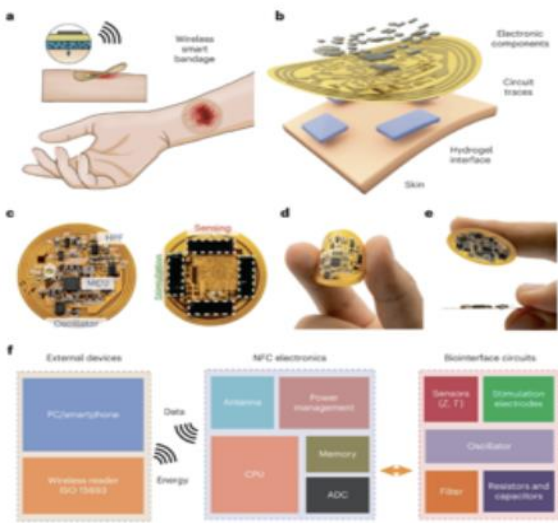 a
Wireless
smart
bandage
b
Electronic
components
Circuit
traces
Hydrogel
interface
Skin
c
HPF
MCU
Oscillator
Sensing
Stimulation
d
e
f
External devices
PC/smartphone
Wireless reader
ISO 15693
Data
Energy
NFC electronics
Antenna
Power
management
CPU
Memory
ADC
Biointerface circuits
Sensors
(Z, T)
Stimulation
electrodes
Oscillator
Filter
Resistors and
capacitors